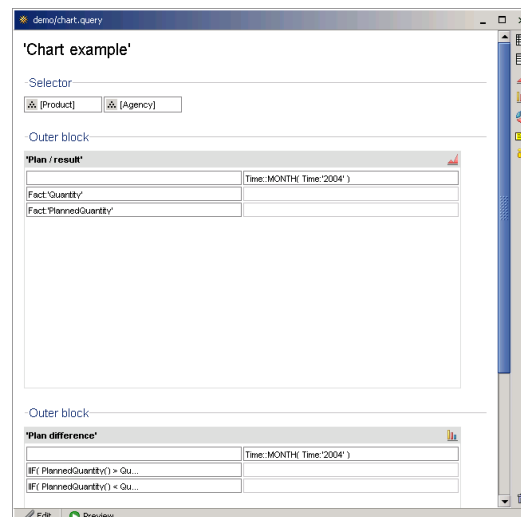 demo/chart.query
'Chart example'
Selector
[Product] [Agency]
Outer block
'Plan / result'
Time::MONTH( Time:'2004' )
Fact:'Quantity'
Fact:'PlannedQuantity'
Outer block
'Plan difference'
Time::MONTH( Time:'2004' )
IIF( PlannedQuantity() > Qu...
IIF( PlannedQuantity() < Qu...
Edit Preview